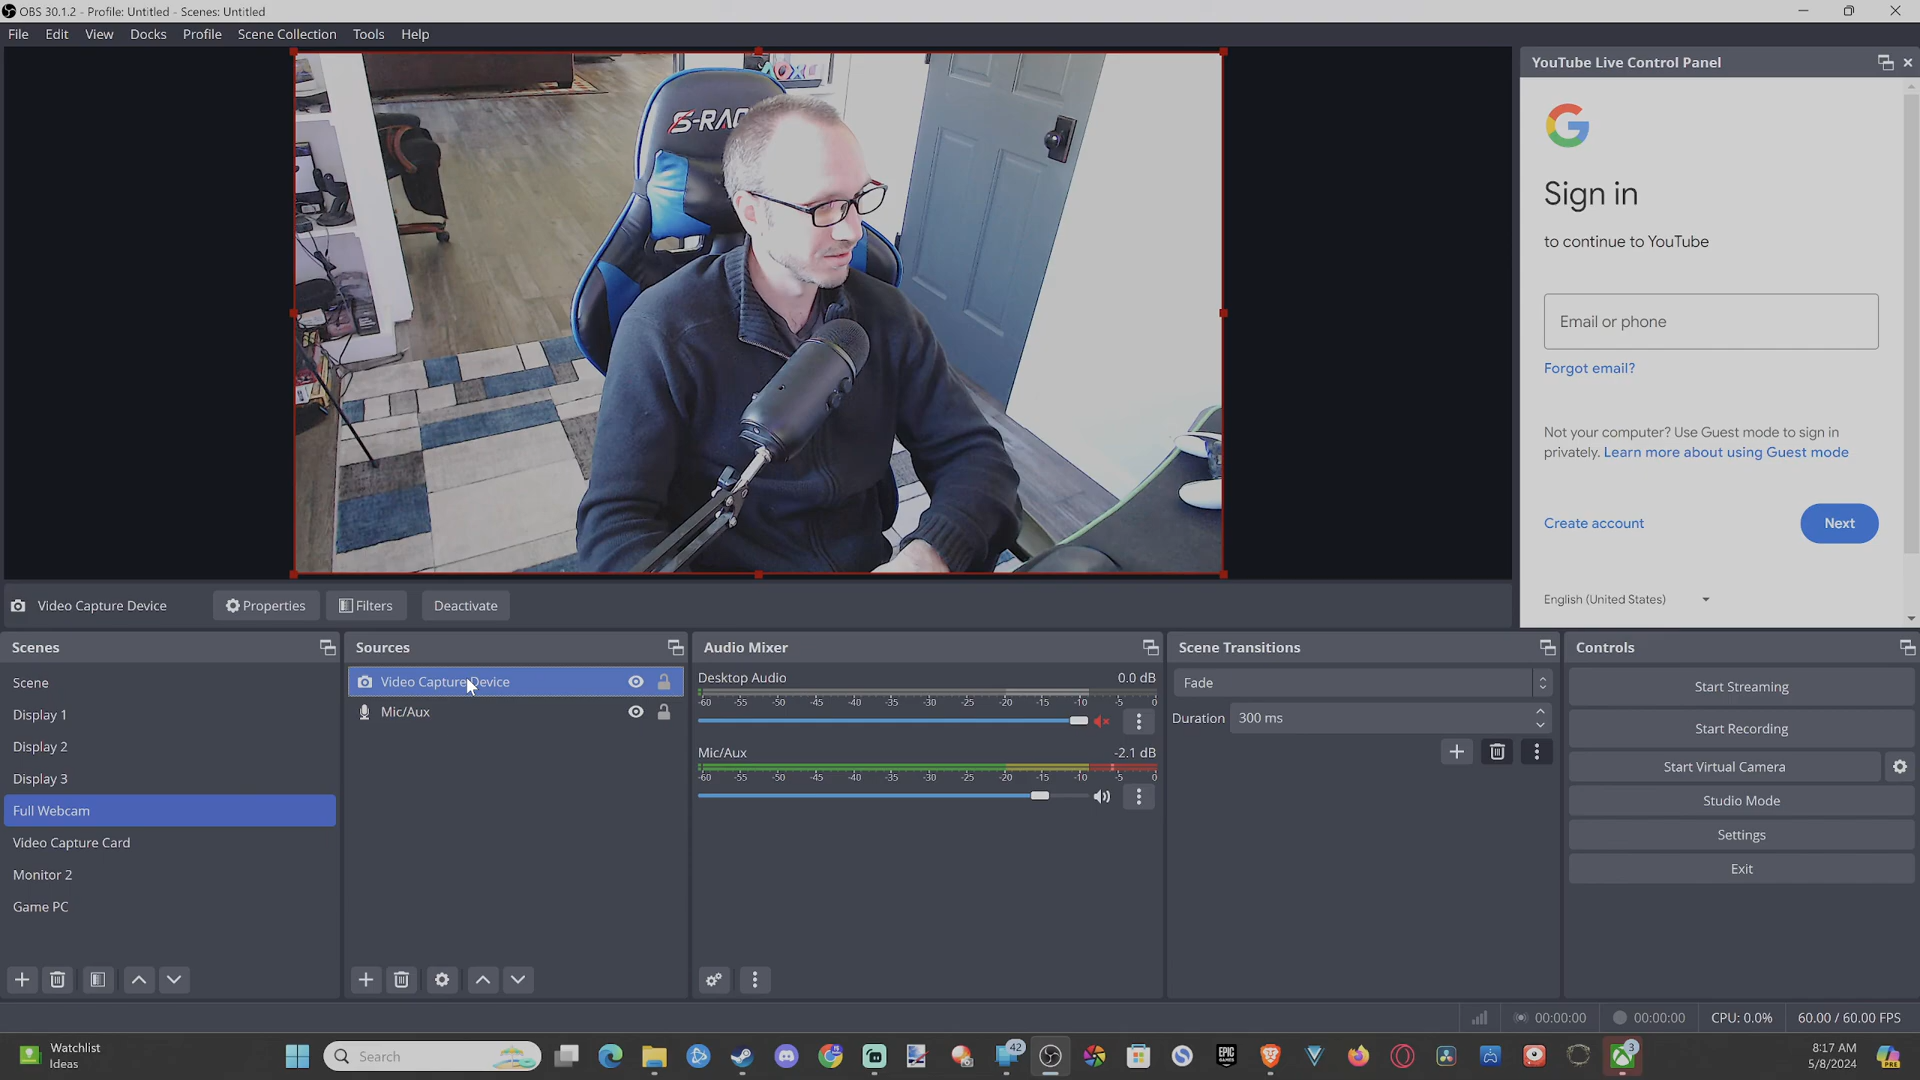 OBS 30.1.2 - Profile: Untitled - Scenes: Untitled
File Edit View Docks Profile Scene Collection Tools Help
YouTube Live Control Panel
Sign in
to continue to YouTube
Email or phone
Forgot email?
Not your computer? Use Guest mode to sign in
privately. Learn more about using Guest mode
Create account
Next
English (United States)
Video Capture Device
Properties
Filters
Deactivate
Scenes
Scene
Display 1
Display 2
Display 3
Full Webcam
Video Capture Card
Monitor 2
Game PC
Sources
Video Capture Device
Mic/Aux
Audio Mixer
Desktop Audio 0.0 dB
-60 -55 -50 -45 -40 -35 -30 -25 -20 -15 -10 -5 0
Mic/Aux -2.1 dB
-60 -55 -50 -45 -40 -35 -30 -25 -20 -15 -10 -5 0
Scene Transitions
Fade
Duration 300 ms
Controls
Start Streaming
Start Recording
Start Virtual Camera
Studio Mode
Settings
Exit
00:00:00 00:00:00 CPU: 0.0% 60.00 / 60.00 FPS
Watchlist
Ideas
Search
42
EPIC
GAMES
3
8:17 AM
5/8/2024
PRE